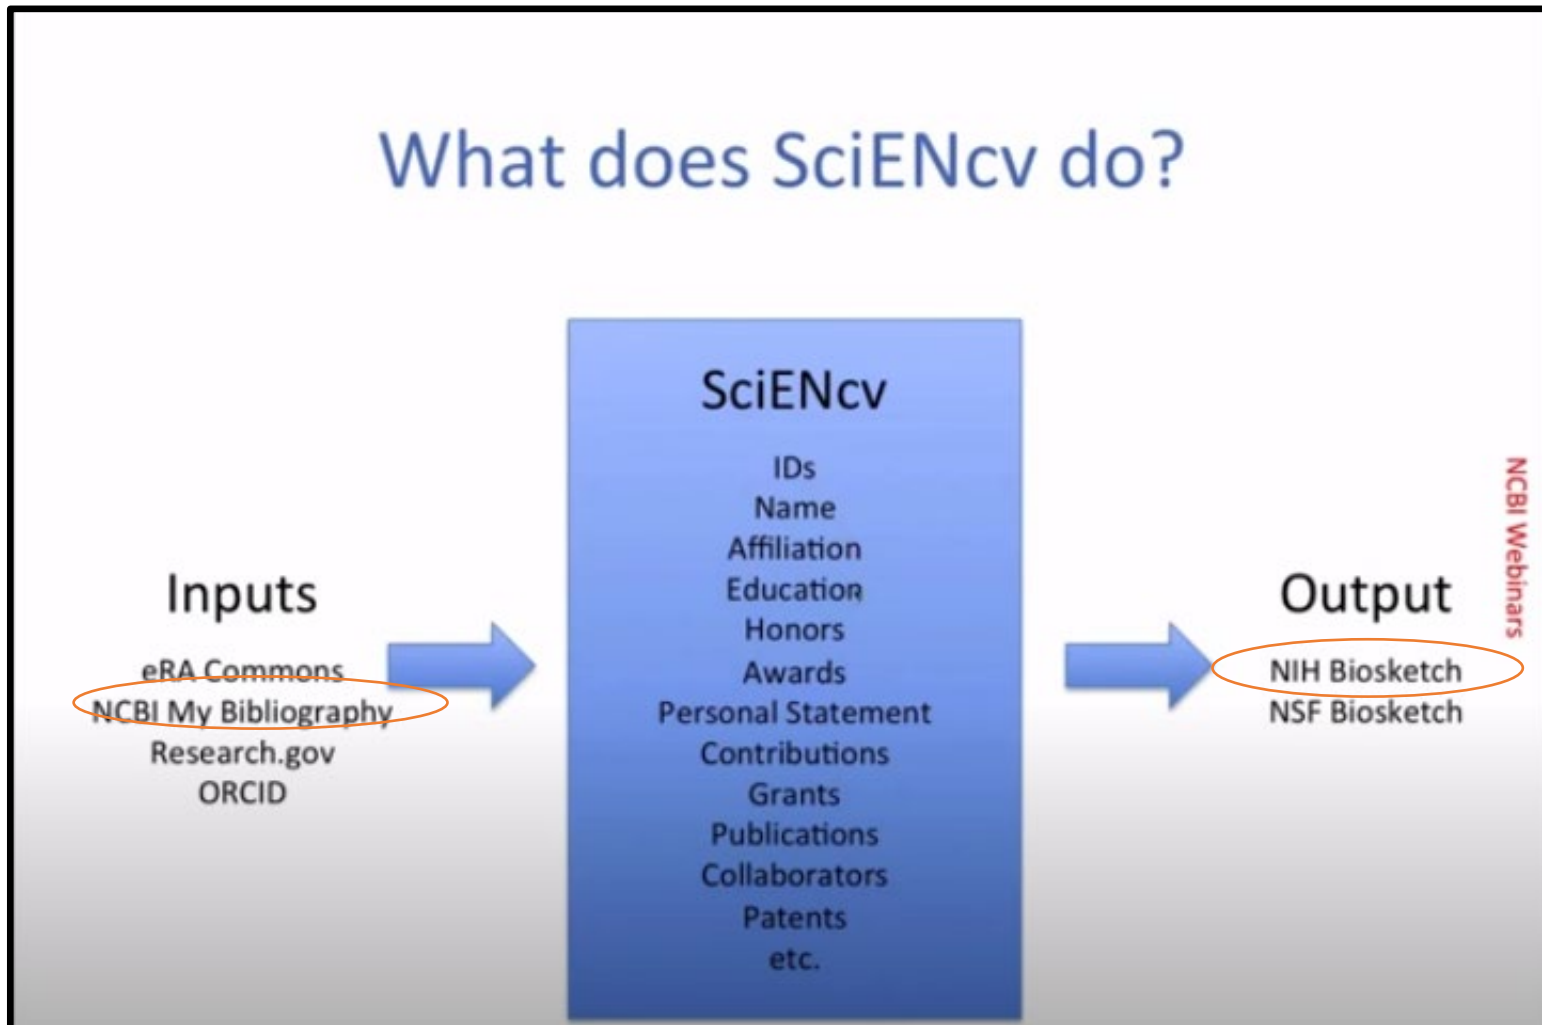 What does SciENcv do?
Inputs
eRA Commons
NCBI My Bibliography
Research.gov
ORCID
SciENcv
IDs
Name
Affiliation
Education
Honors
Awards
Personal Statement
Contributions
Grants
Publications
Collaborators
Patents
etc.
Output
NIH Biosketch
NSF Biosketch
NCBI Webinars